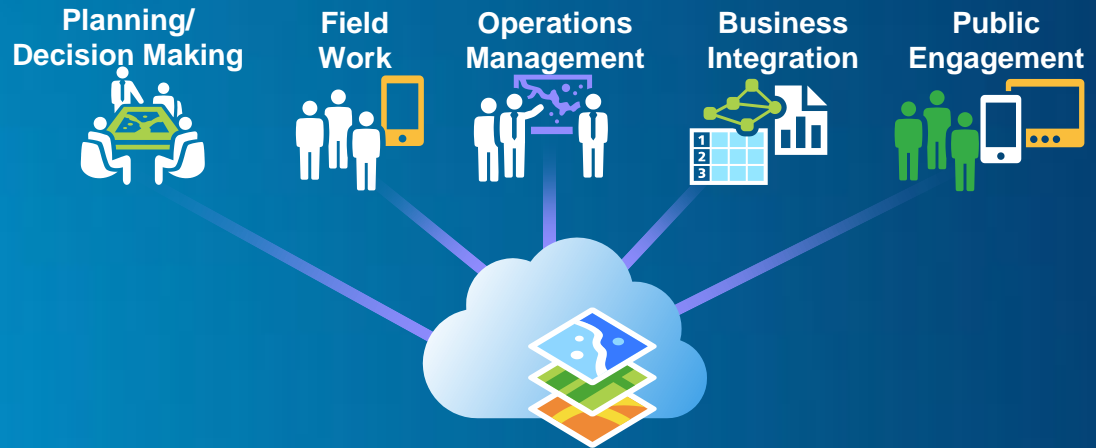 Planning/
Decision Making
Field
Work
Operations
Management
Business
Integration
Public
Engagement
1
2
3